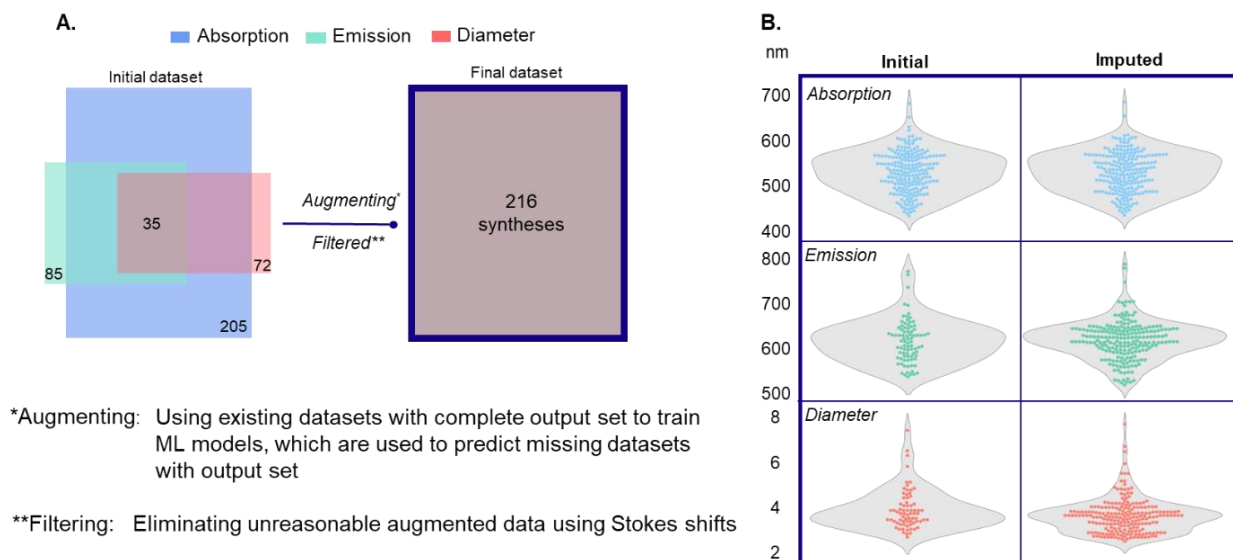 A.
Absorption Emission Diameter
Initial dataset
35
85
72
205
Augmenting*
Filtered**
Final dataset
216
syntheses
*Augmenting: Using existing datasets with complete output set to train
ML models, which are used to predict missing datasets
with output set
**Filtering: Eliminating unreasonable augmented data using Stokes shifts
B.
nm
Initial Imputed
Absorption
700
600
500
400
Emission
800
700
600
500
Diameter
8
6
4
2